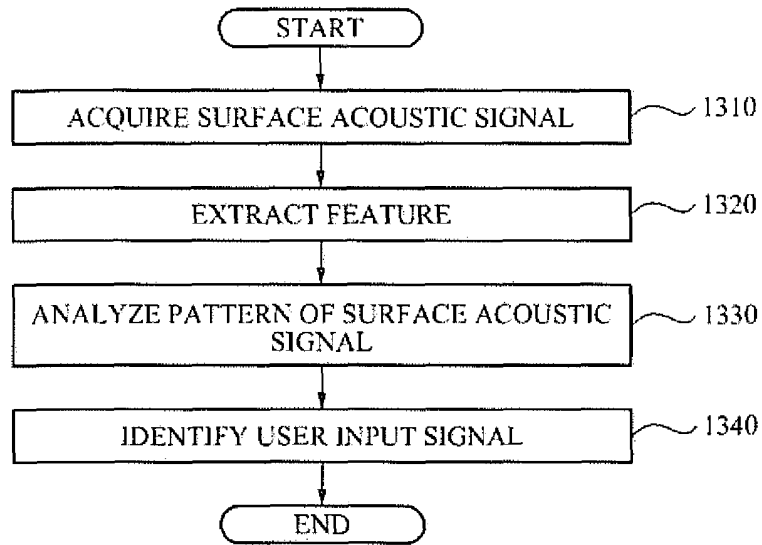 START
ACQUIRE SURFACE ACOUSTIC SIGNAL
1310
EXTRACT FEATURE
1320
ANALYZE PATTERN OF SURFACE ACOUSTIC
SIGNAL
1330
IDENTIFY USER INPUT SIGNAL
1340
END